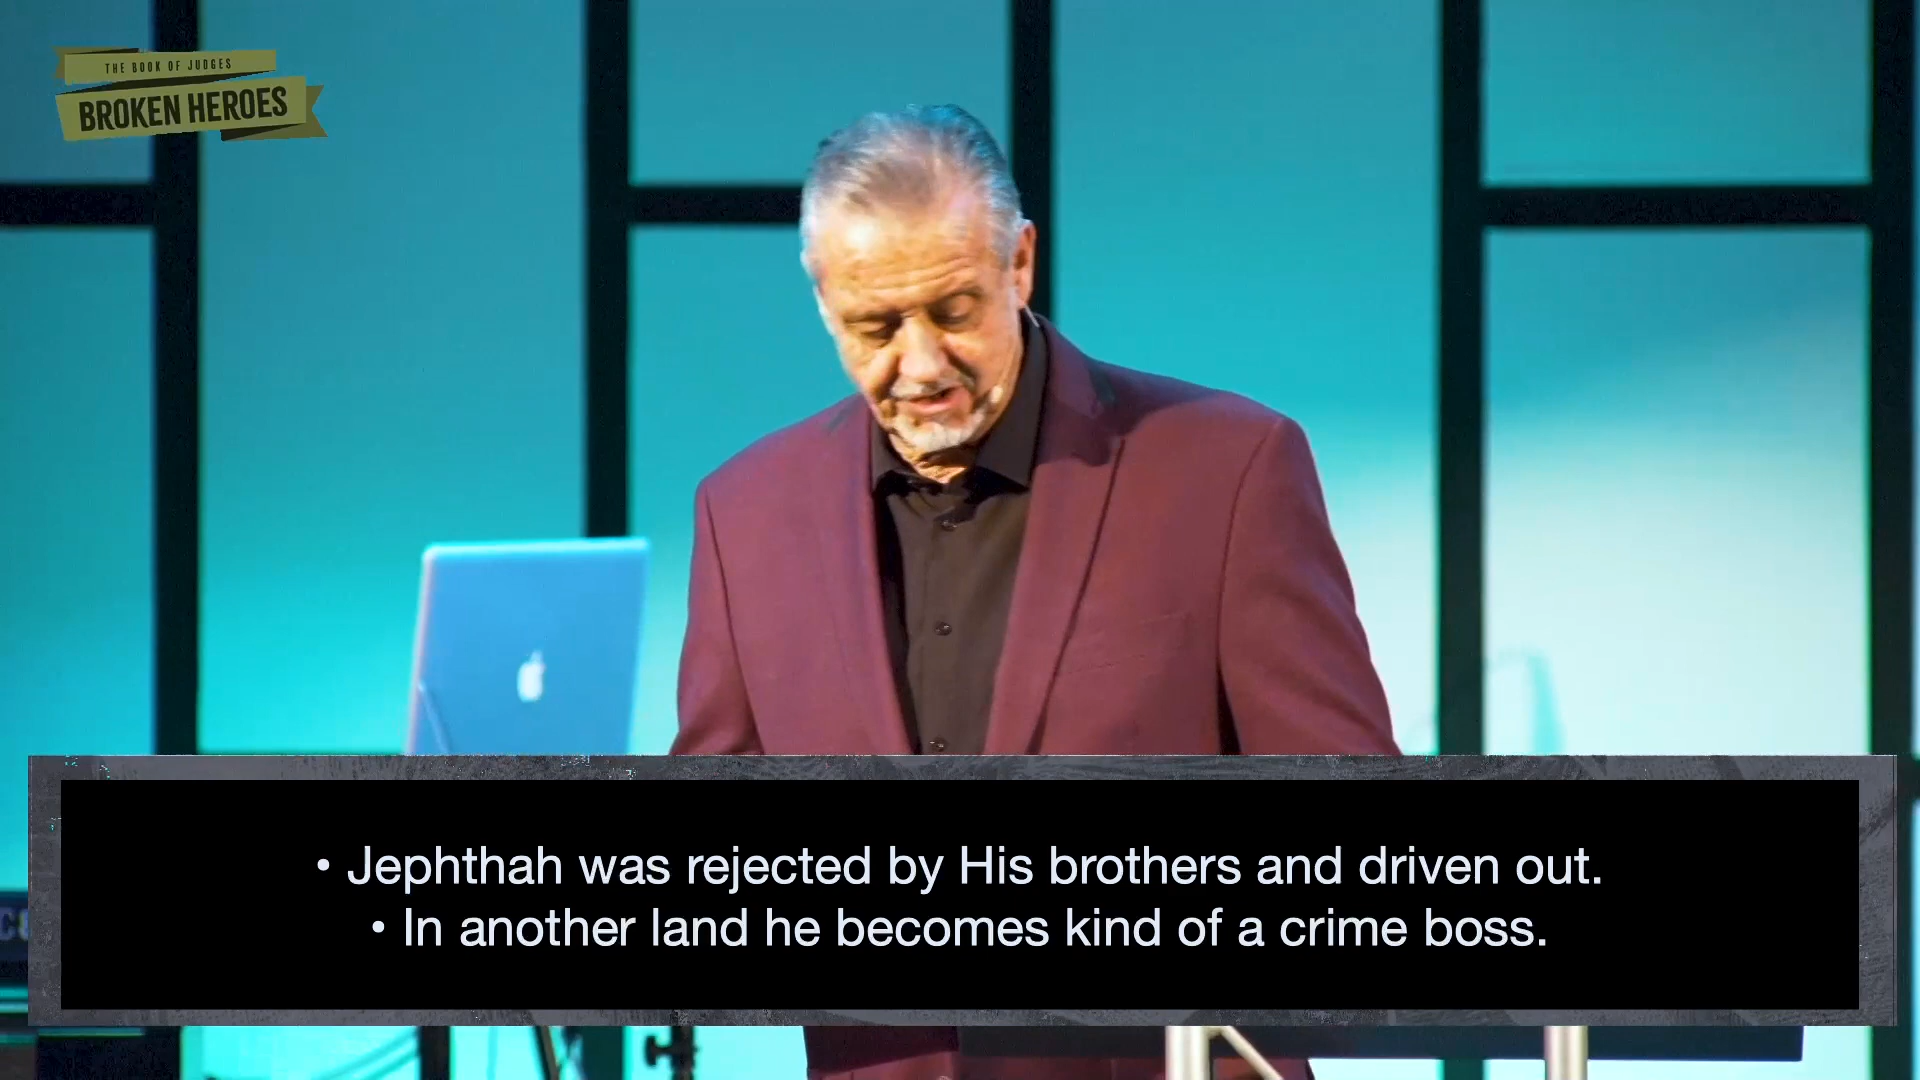 THE BOOK OF JUDGES
BROKEN HEROES
• Jephthah was rejected by His brothers and driven out.
• In another land he becomes kind of a crime boss.